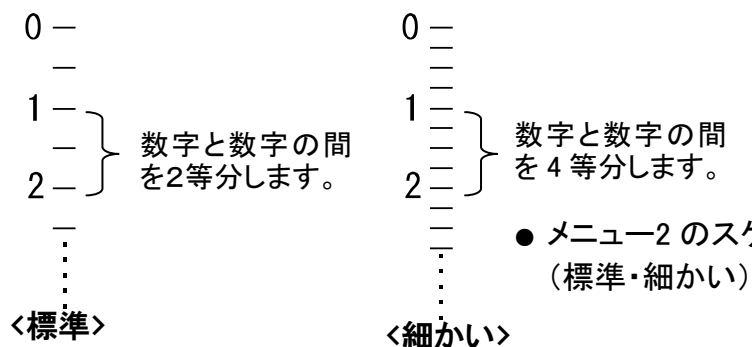 0
1
2
数字と数字の間
を2等分します。
<標準>
0
1
2
数字と数字の間
を 4 等分します。
● メニュー2 のスケ
(標準・細かい)
<細かい>